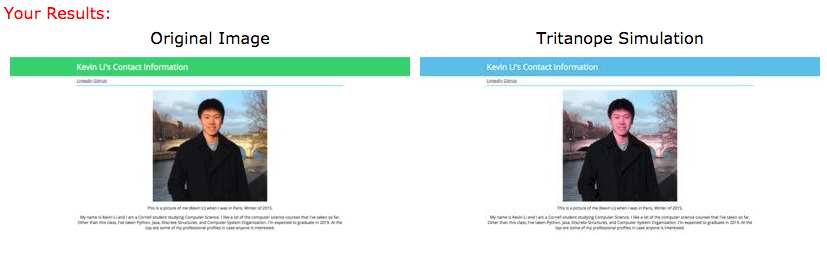 Your Results:
Original Image
Kevin Li's Contact Information
LinkedIn GitHub
This is a picture of me (Kevin Li) when I was in Paris, Winter of 2015.
My name is Kevin Li and I am a Cornell student studying Computer Science. I like a lot of the computer science courses that I've taken so far.
Other than this class, I've taken Python, Java, Discrete Structures, and Computer System Organization. I'm expected to graduate in 2019. At the
top are some of my professional profiles in case anyone is interested.
Tritanope Simulation
Kevin Li's Contact Information
LinkedIn GitHub
This is a picture of me (Kevin Li) when I was in Paris, Winter of 2015.
My name is Kevin Li and I am a Cornell student studying Computer Science. I like a lot of the computer science courses that I've taken so far.
Other than this class, I've taken Python, Java, Discrete Structures, and Computer System Organization. I'm expected to graduate in 2019. At the
top are some of my professional profiles in case anyone is interested.